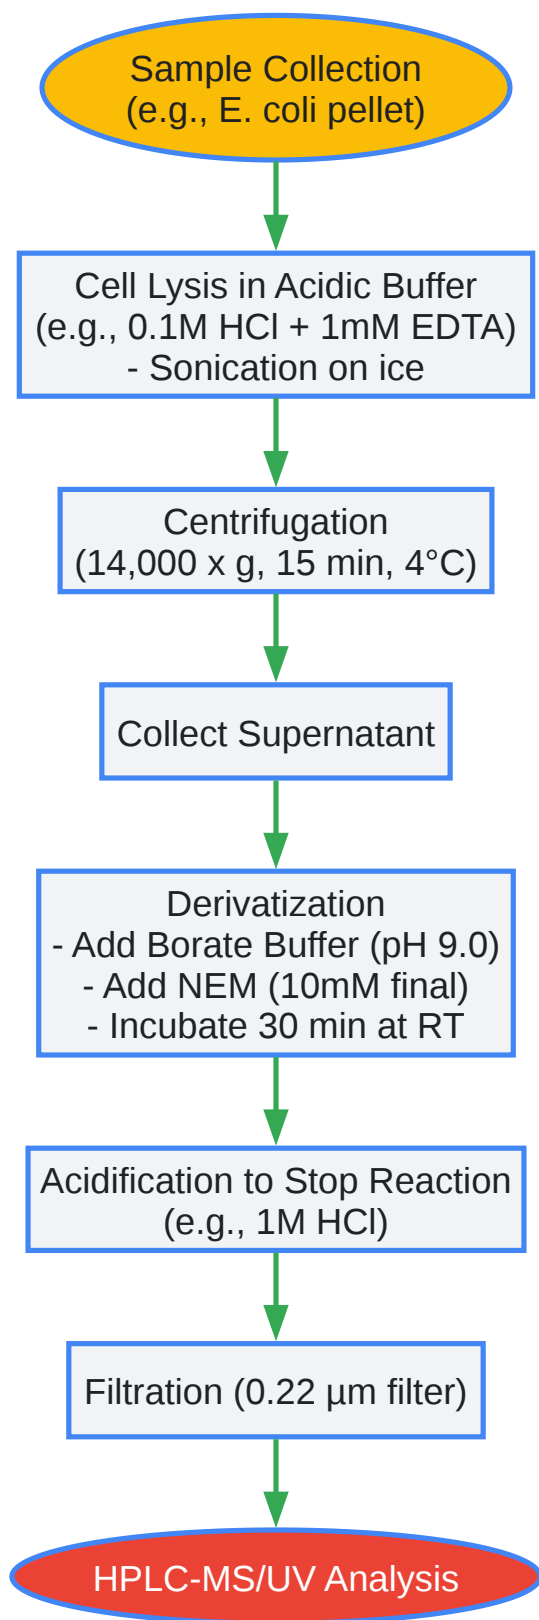 Sample Collection
(e.g., E. coli pellet)
Cell Lysis in Acidic Buffer
(e.g., 0.1M HCl + 1mM EDTA)
- Sonication on ice
Centrifugation
(14,000 x g, 15 min, 4°C)
Collect Supernatant
Derivatization
- Add Borate Buffer (pH 9.0)
- Add NEM (10mM final)
- Incubate 30 min at RT
Acidification to Stop Reaction
(e.g., 1M HCl)
Filtration (0.22 µm filter)
HPLC-MS/UV Analysis